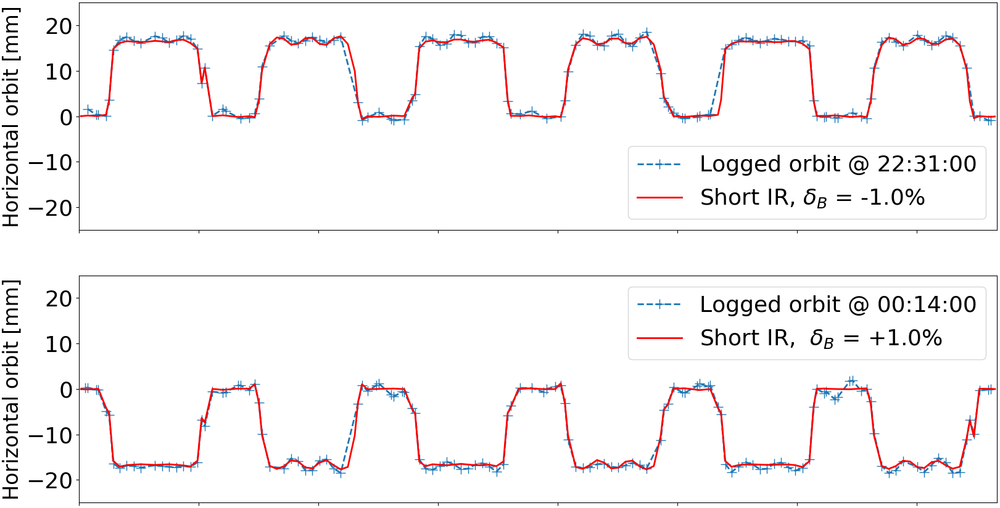 Horizontal orbit [mm]
20
10
0
−10
−20
Logged orbit @ 22:31:00
Short IR, δB = -1.0%
Horizontal orbit [mm]
20
10
0
−10
−20
Logged orbit @ 00:14:00
Short IR,  δB = +1.0%